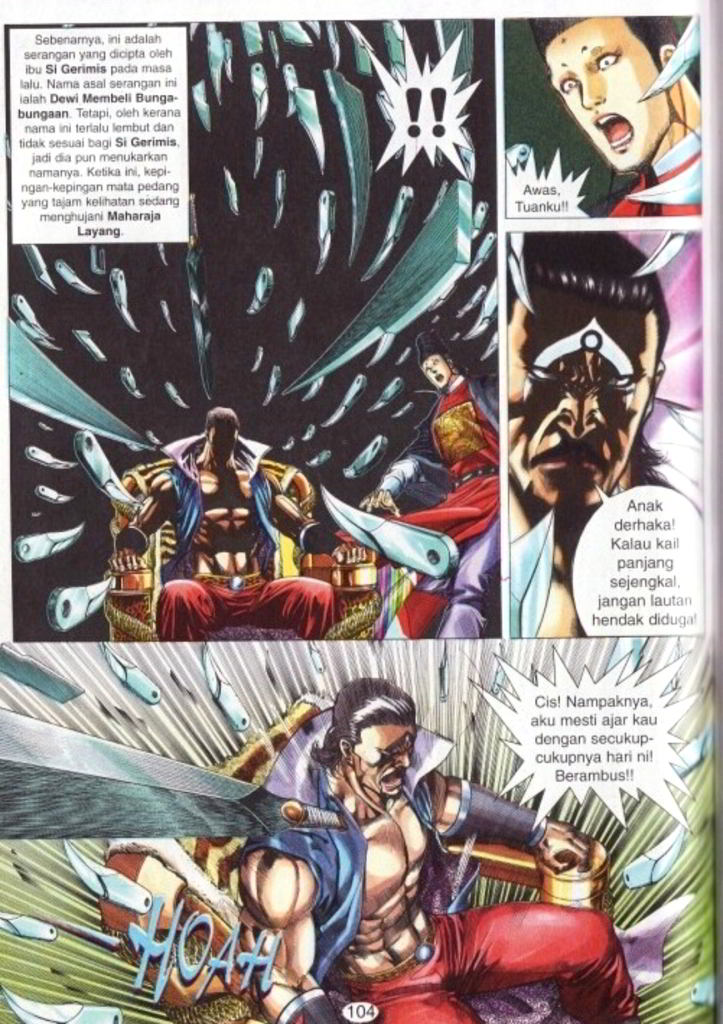 Sebenarnya, ini adalah
serangan yang dicipta oleh
ibu Si Gerimis pada masa
lalu. Nama asal serangan ini
ialah Dewi Membeli Bunga-
bungaan. Tetapi, oleh kerana
nama ini terlalu lembut dan
tidak sesuai bagi Si Gerimis,
jadi dia pun menukarkan
namanya. Ketika ini, kepi-
ngan-kepingan mata pedang
yang tajam kelihatan sedang
menghujani Maharaja
Layang.
!!
Awas,
Tuanku!!
Anak
derhaka!
Kalau kail
panjang
sejengkal,
jangan lautan
hendak diduga!
Cis! Nampaknya,
aku mesti ajar kau
dengan secukup-
cukupnya hari ni!
Berambus!!
HOAH
104